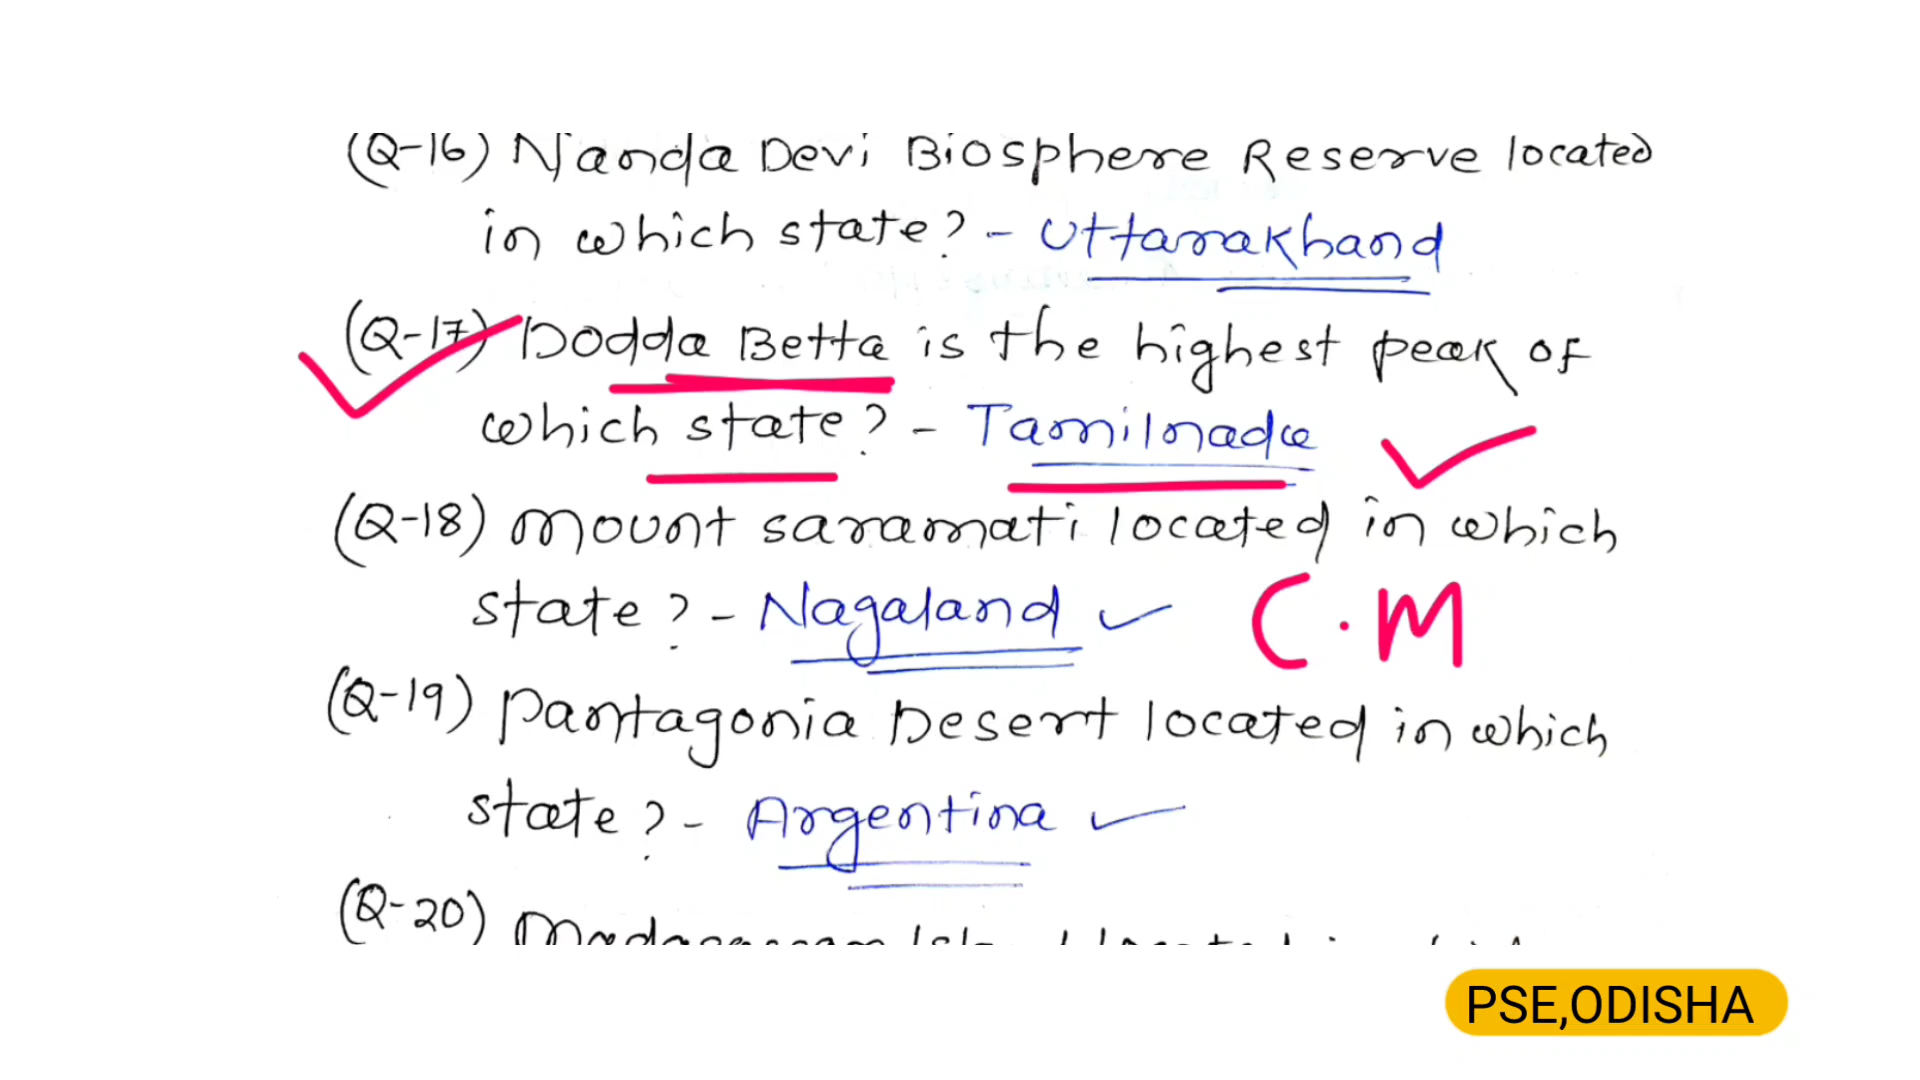 (Q-16) Nanda Devi Biosphere Reserve located
in which state? - Uttarakhand
(Q-17) Dodda Betta is the highest peak of
which state? - Tamilnadu
(Q-18) Mount Saramati located in which
state? - Nagaland
C.M
(Q-19) Pantagonia Desert located in which
state? - Argentina
(Q-20)
PSE,ODISHA